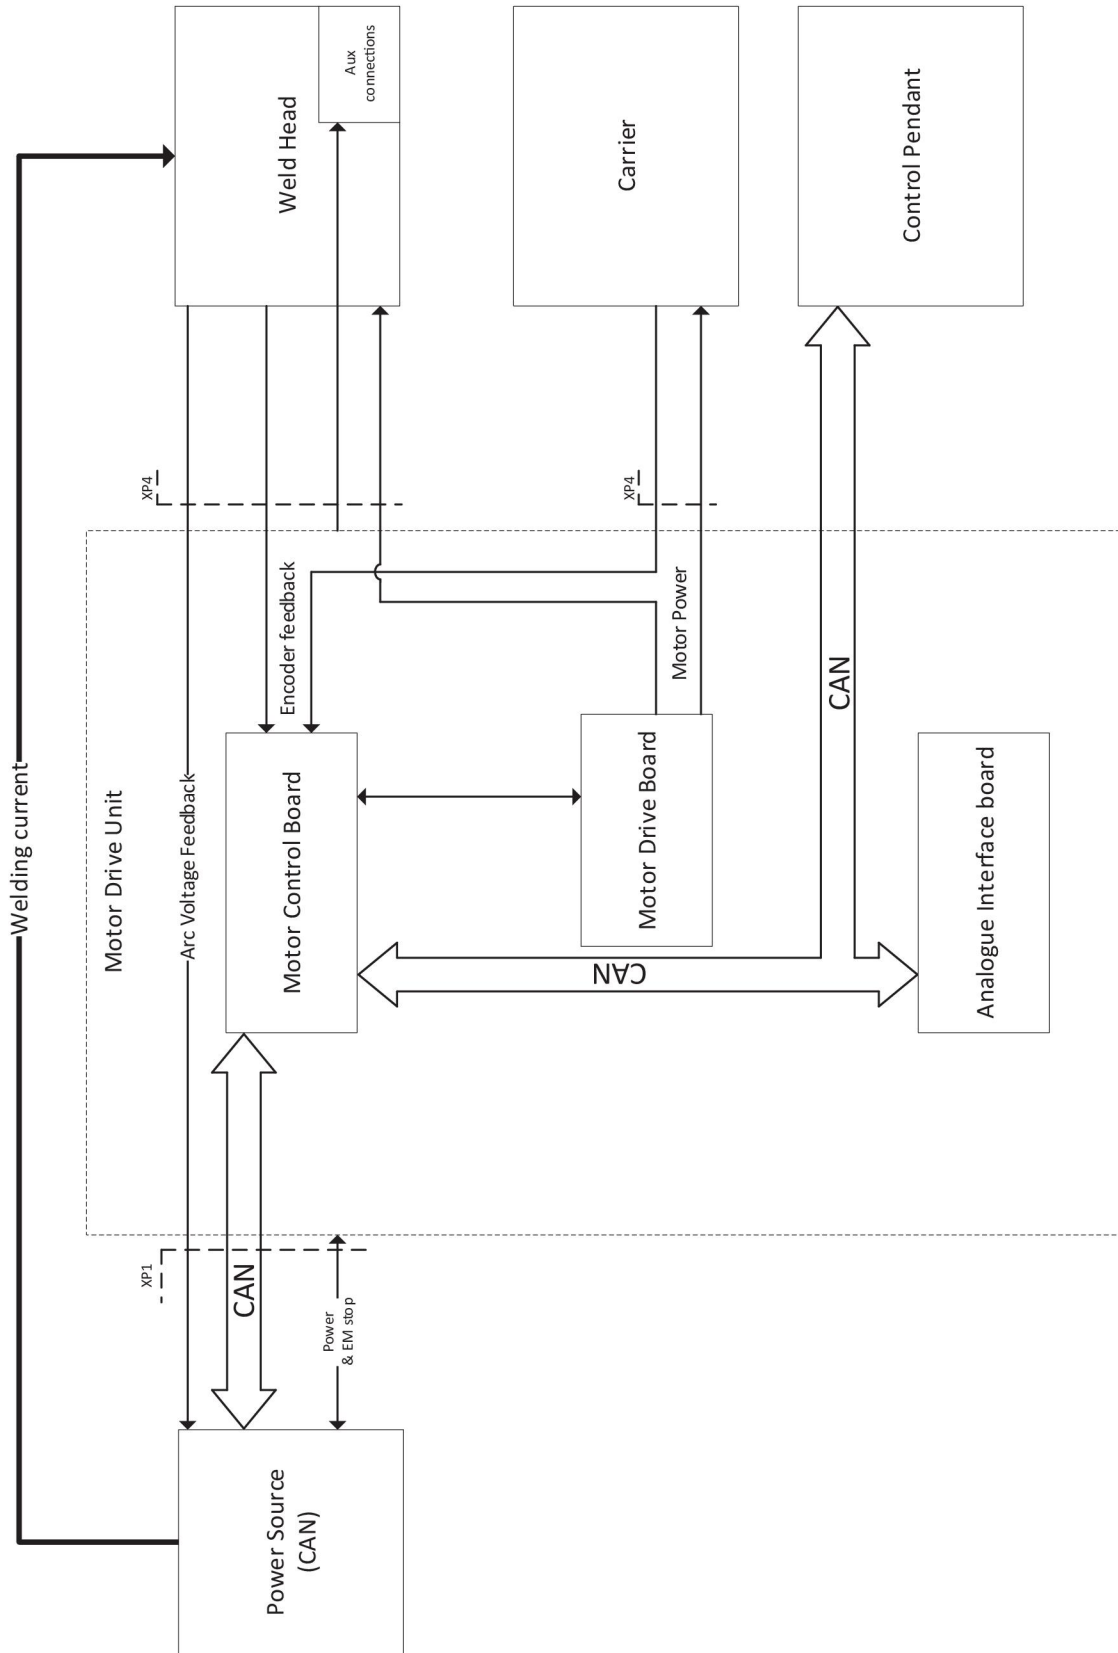 Welding current
Motor Drive Unit
Arc Voltage Feedback
Power Source
(CAN)
XP1
CAN
Power
& EM stop
Motor Control Board
Encoder feedback
XP4
Weld Head
Aux
connections
Motor Drive Board
Motor Power
XP4
Carrier
CAN
CAN
Control Pendant
Analogue Interface board